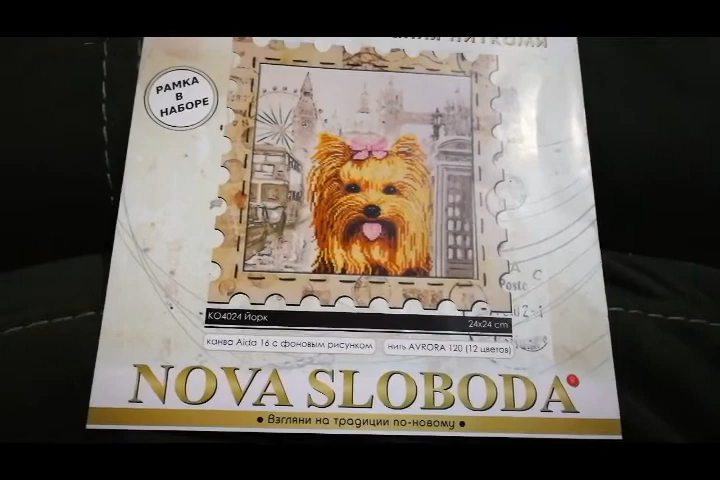 РАМКА
В
НАБОРЕ
КО4024 Йорк
24x24 cm
канва Aida 16 с фоновым рисунком
нить AVRORA 120 (12 цветов)
NOVA SLOBODA
• Взгляни на традиции по-новому •